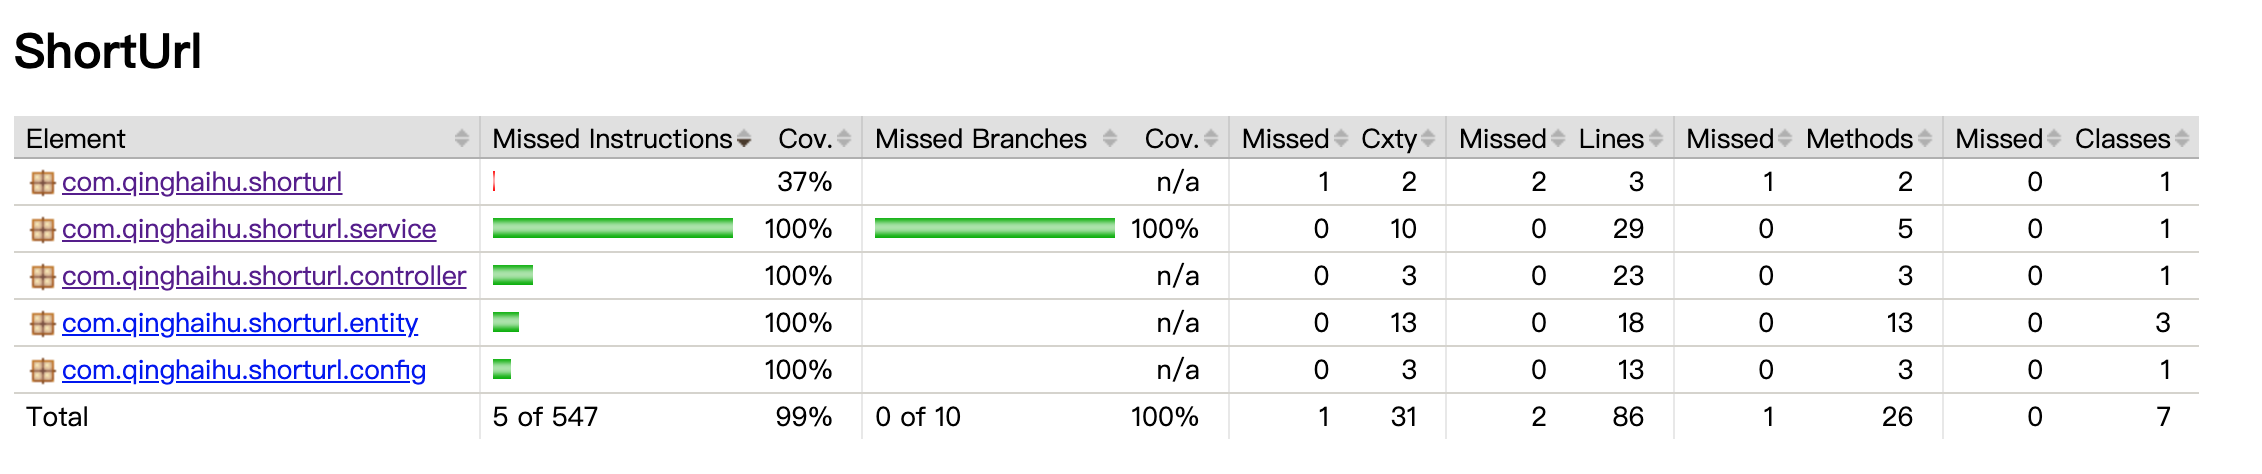 ShortUrl
Element Missed Instructions Cov. Missed Branches Cov. Missed Cxty Missed Lines Missed Methods Missed Classes
com.qinghaihu.shorturl 37% n/a 1 2 2 3 1 2 0 1
com.qinghaihu.shorturl.service 100% 100% 0 10 0 29 0 5 0 1
com.qinghaihu.shorturl.controller 100% n/a 0 3 0 23 0 3 0 1
com.qinghaihu.shorturl.entity 100% n/a 0 13 0 18 0 13 0 3
com.qinghaihu.shorturl.config 100% n/a 0 3 0 13 0 3 0 1
Total 5 of 547 99% 0 of 10 100% 1 31 2 86 1 26 0 7